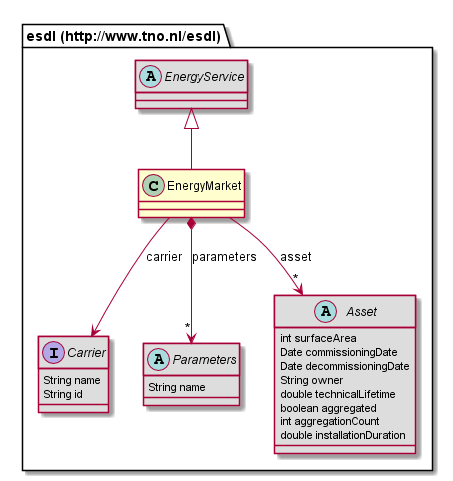 esdl (http://www.tno.nl/esdl)
A EnergyService
C EnergyMarket
carrier
parameters
asset
*
*
I Carrier
String name
String id
A Parameters
String name
A Asset
int surfaceArea
Date commissioningDate
Date decommissioningDate
String owner
double technicalLifetime
boolean aggregated
int aggregationCount
double installationDuration